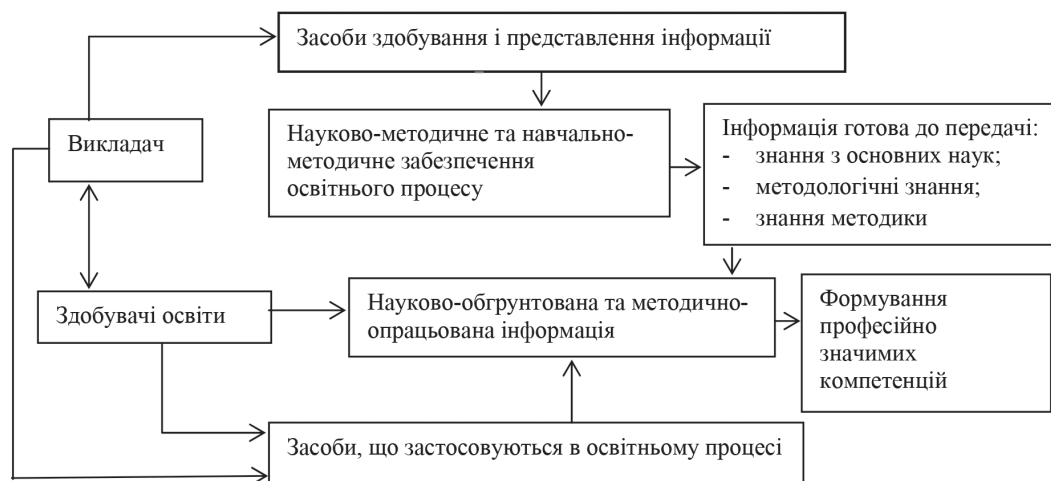 Засоби здобування і представлення інформації
Викладач
Науково-методичне та навчально-
методичне забезпечення
освітнього процесу
Інформація готова до передачі:
- знання з основних наук;
- методологічні знання;
- знання методики
Здобувачі освіти
Науково-обгрунтована та методично-
опрацьована інформація
Формування
професійно
значимих
компетенцій
Засоби, що застосовуються в освітньому процесі